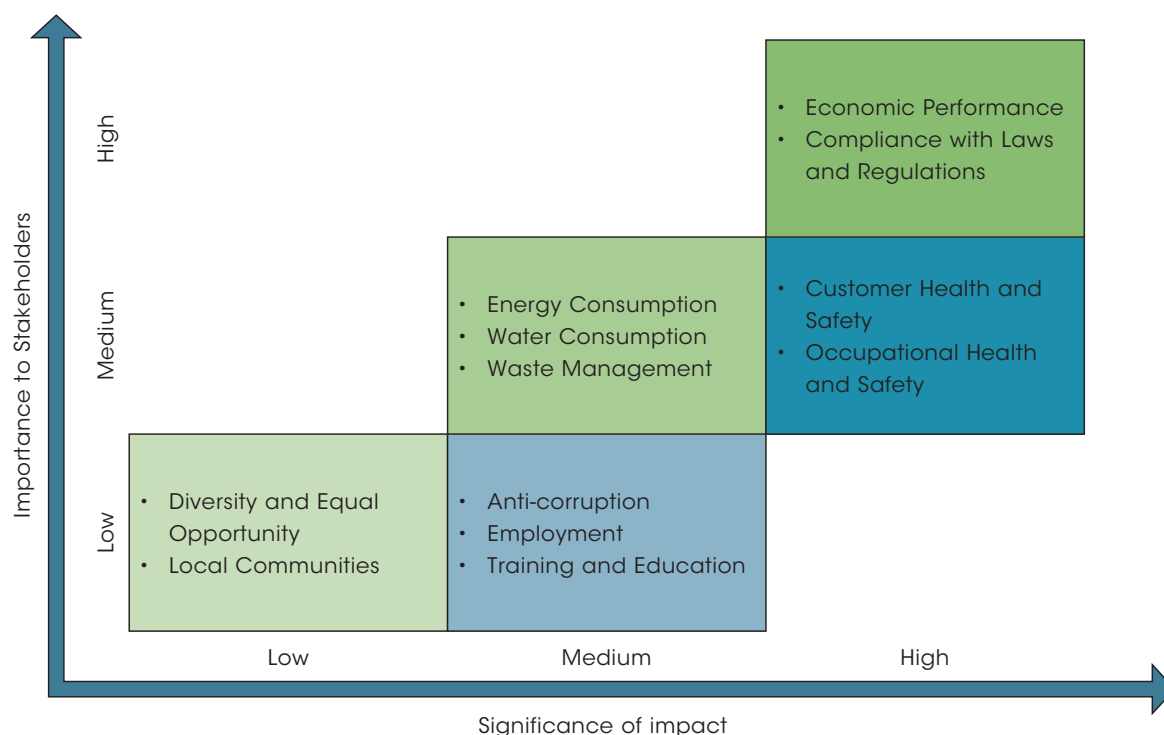 Importance to Stakeholders
High
• Economic Performance
• Compliance with Laws
and Regulations
Medium
• Energy Consumption
• Water Consumption
• Waste Management
• Customer Health and
Safety
• Occupational Health
and Safety
Low
• Diversity and Equal
Opportunity
• Local Communities
• Anti-corruption
• Employment
• Training and Education
Low
Medium
High
Significance of impact